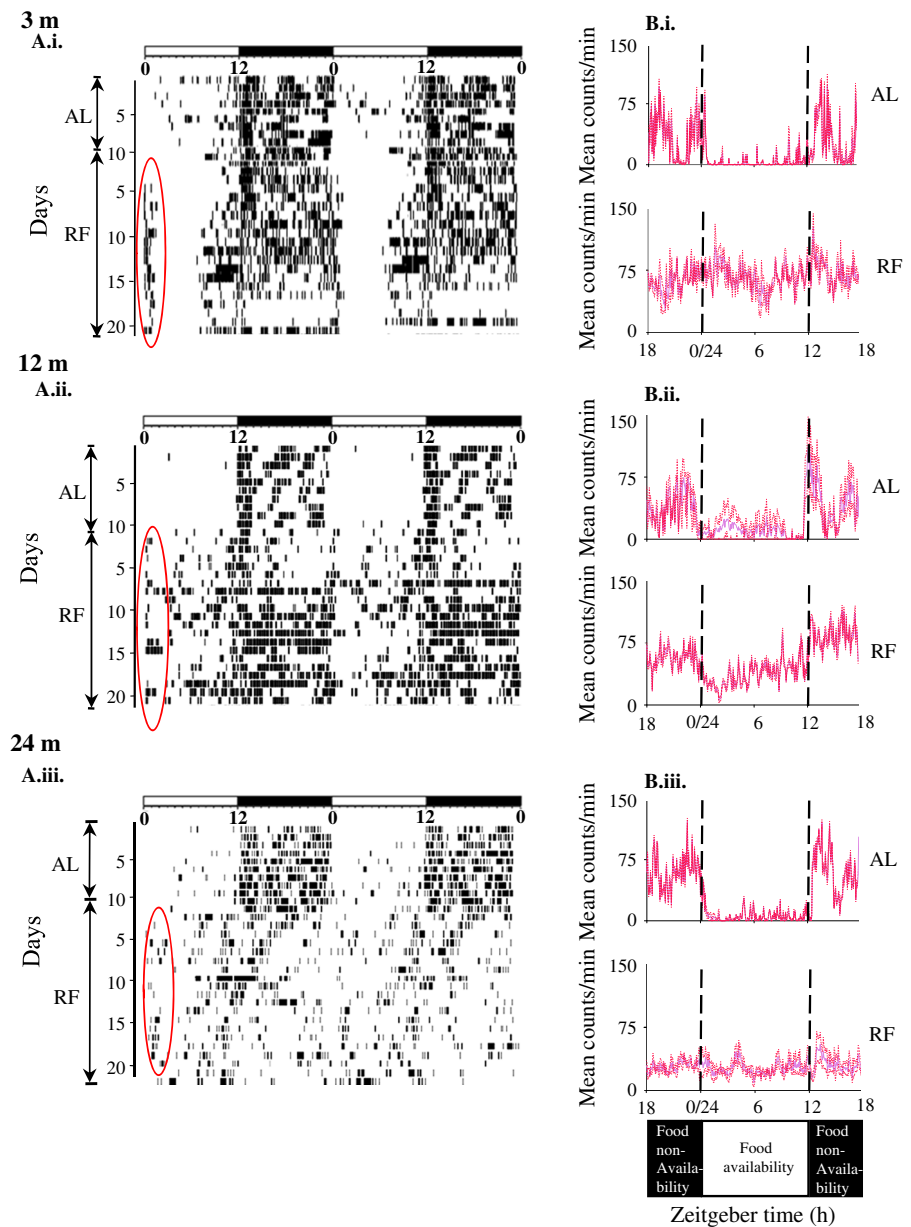 3 m
A.i.
0 12 0 12 0
AL
RF
Days
5
10
5
10
15
20
B.i.
Mean counts/min
150
75
0
AL
Mean counts/min
150
75
0
RF
18 0/24 6 12 18
12 m
A.ii.
0 12 0 12 0
AL
RF
Days
5
10
5
10
15
20
B.ii.
Mean counts/min
150
75
0
AL
Mean counts/min
150
75
0
RF
18 0/24 6 12 18
24 m
A.iii.
0 12 0 12 0
AL
RF
Days
5
10
5
10
15
20
B.iii.
Mean counts/min
150
75
0
AL
Mean counts/min
150
75
0
RF
18 0/24 6 12 18
Food
non-
Availa-
bility
Food
availability
Food
non-
Availa-
bility
Zeitgeber time (h)